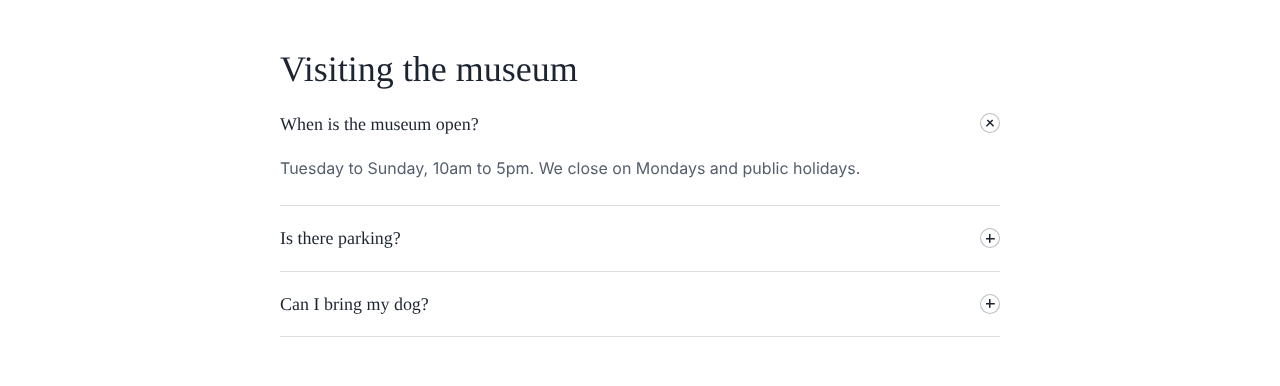 Visiting the museum
When is the museum open?
Tuesday to Sunday, 10am to 5pm. We close on Mondays and public holidays.
Is there parking?
Can I bring my dog?